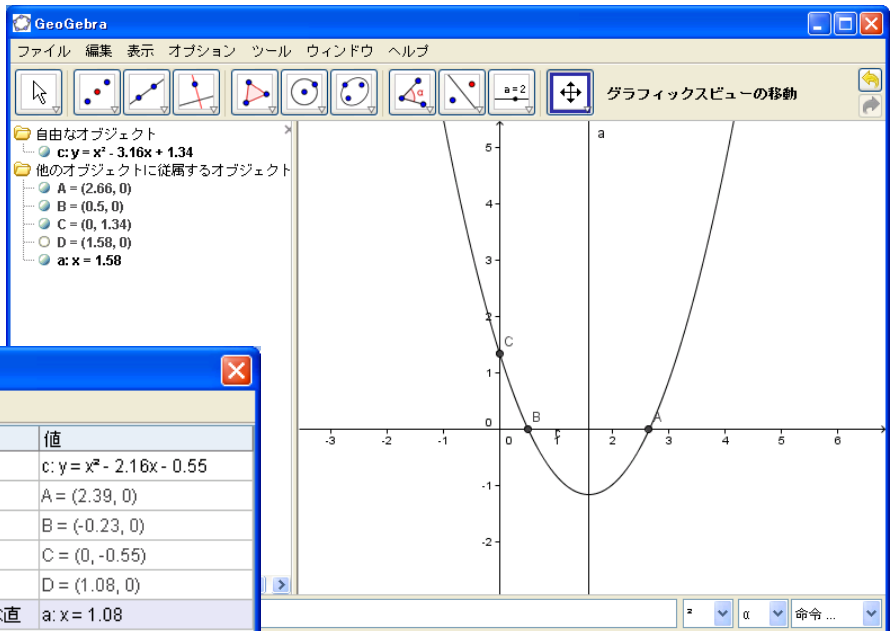 GeoGebra
ファイル 編集 表示 オプション ツール ウィンドウ ヘルプ
α a=2 グラフィックスビューの移動
自由なオブジェクト
c: y = x² - 3.16x + 1.34
他のオブジェクトに従属するオブジェクト
A = (2.66, 0)
B = (0.5, 0)
C = (0, 1.34)
D = (1.58, 0)
a: x = 1.58
a
5
4
3
2
C
1
B A
0
-3 -2 -1 0 1 2 3 4 5 6
-1
-2
値
c: y = x² - 2.16x - 0.55
A = (2.39, 0)
B = (-0.23, 0)
C = (0, -0.55)
D = (1.08, 0)
直 a: x = 1.08
² α 命令 ...